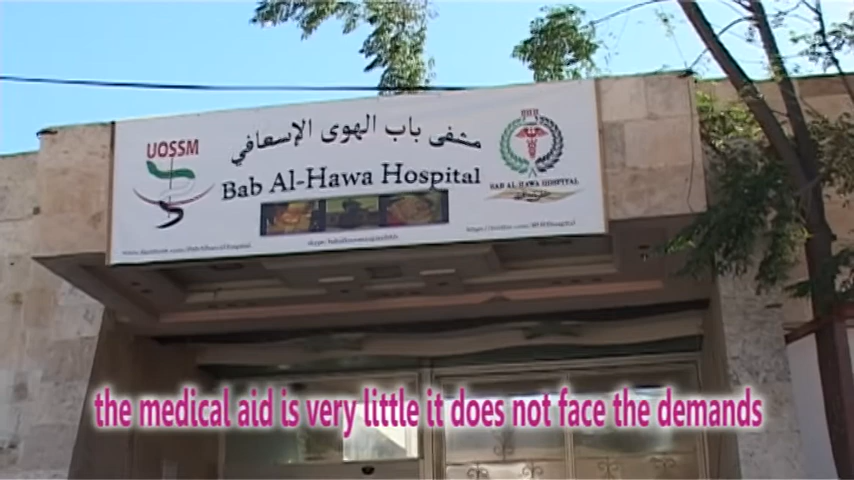 UOSSM
مشفى باب الهوى الإسعافي
Bab Al-Hawa Hospital
BAB AL-HAWA HOSPITAL
the medical aid is very little it does not face the demands